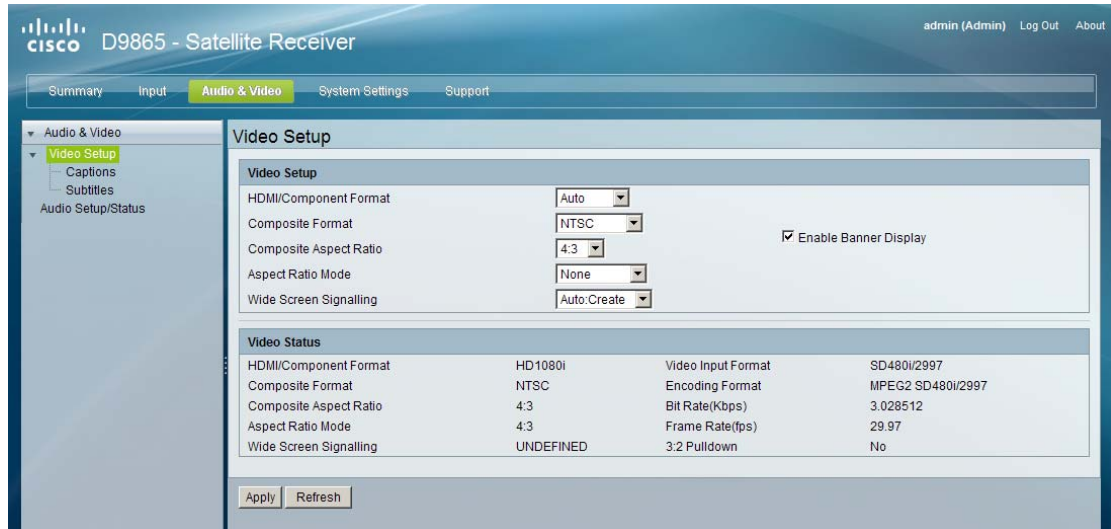 CISCO D9865 - Satellite Receiver
admin (Admin) Log Out About
Summary Input Audio & Video System Settings Support
Audio & Video
Video Setup
Captions
Subtitles
Audio Setup/Status
Video Setup
Video Setup
HDMI/Component Format Auto
Composite Format NTSC
Composite Aspect Ratio 4:3
Enable Banner Display
Aspect Ratio Mode None
Wide Screen Signalling Auto:Create
Video Status
HDMI/Component Format HD1080i Video Input Format SD480i/2997
Composite Format NTSC Encoding Format MPEG2 SD480i/2997
Composite Aspect Ratio 4:3 Bit Rate(Kbps) 3.028512
Aspect Ratio Mode 4:3 Frame Rate(fps) 29.97
Wide Screen Signalling UNDEFINED 3:2 Pulldown No
Apply Refresh